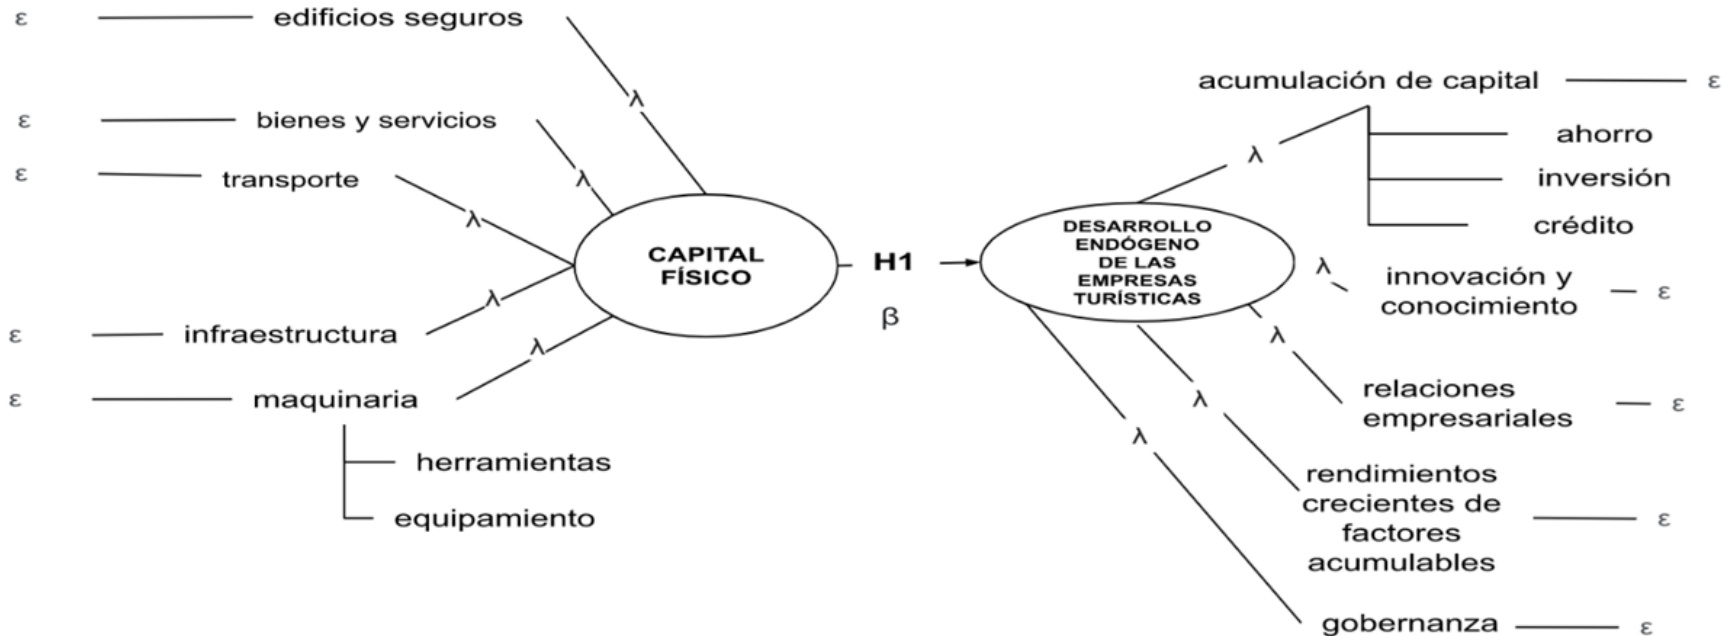 ε edificios seguros
λ
acumulación de capital ε
ε bienes y servicios
ahorro
λ
ε transporte
λ
inversión
λ
crédito
CAPITAL
FÍSICO
H1
β
DESARROLLO
ENDÓGENO
DE LAS
EMPRESAS
TURÍSTICAS
λ
innovación y
conocimiento ε
λ
ε infraestructura
λ
λ
ε maquinaria
herramientas
equipamiento
relaciones
empresariales ε
λ
λ
rendimientos
crecientes de
factores
acumulables
ε
gobernanza ε